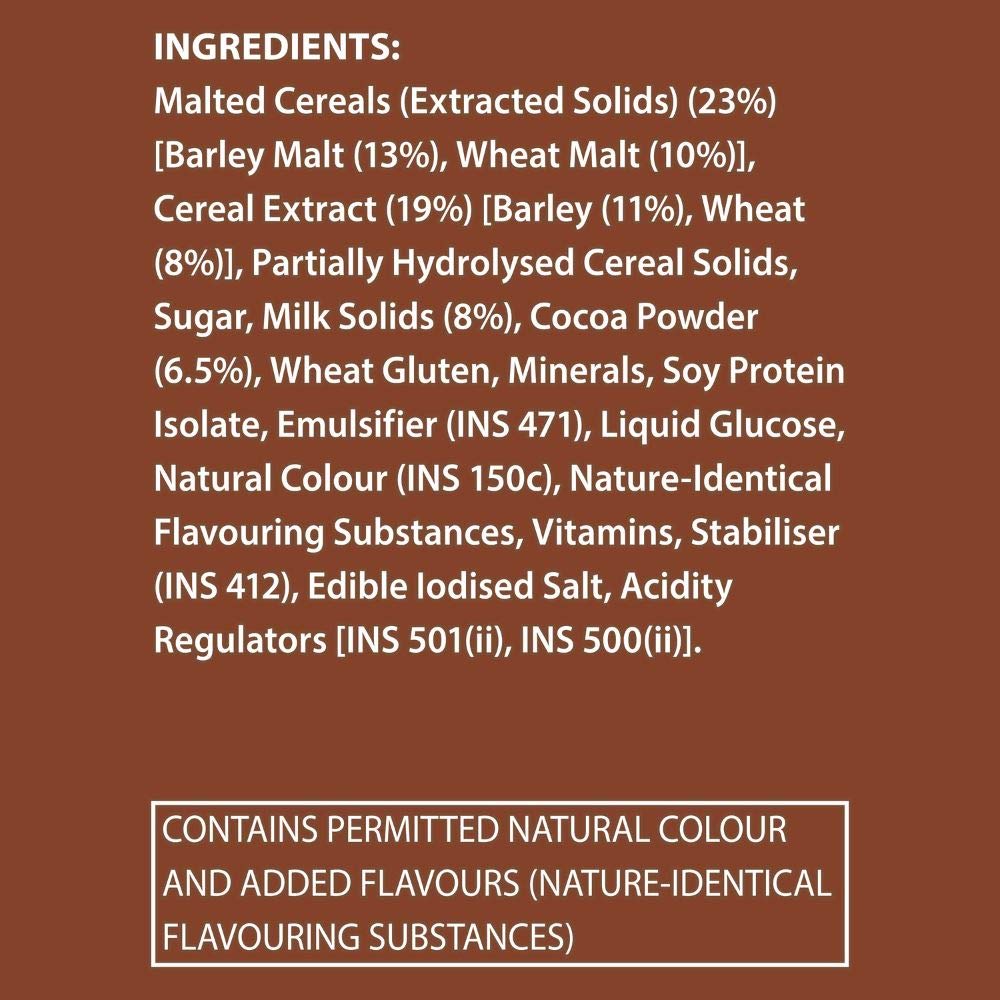 INGREDIENTS:
Malted Cereals (Extracted Solids) (23%)
[Barley Malt (13%), Wheat Malt (10%)],
Cereal Extract (19%) [Barley (11%), Wheat
(8%)], Partially Hydrolysed Cereal Solids,
Sugar, Milk Solids (8%), Cocoa Powder
(6.5%), Wheat Gluten, Minerals, Soy Protein
Isolate, Emulsifier (INS 471), Liquid Glucose,
Natural Colour (INS 150c), Nature-Identical
Flavouring Substances, Vitamins, Stabiliser
(INS 412), Edible Iodised Salt, Acidity
Regulators [INS 501(ii), INS 500(ii)].
CONTAINS PERMITTED NATURAL COLOUR
AND ADDED FLAVOURS (NATURE-IDENTICAL
FLAVOURING SUBSTANCES)